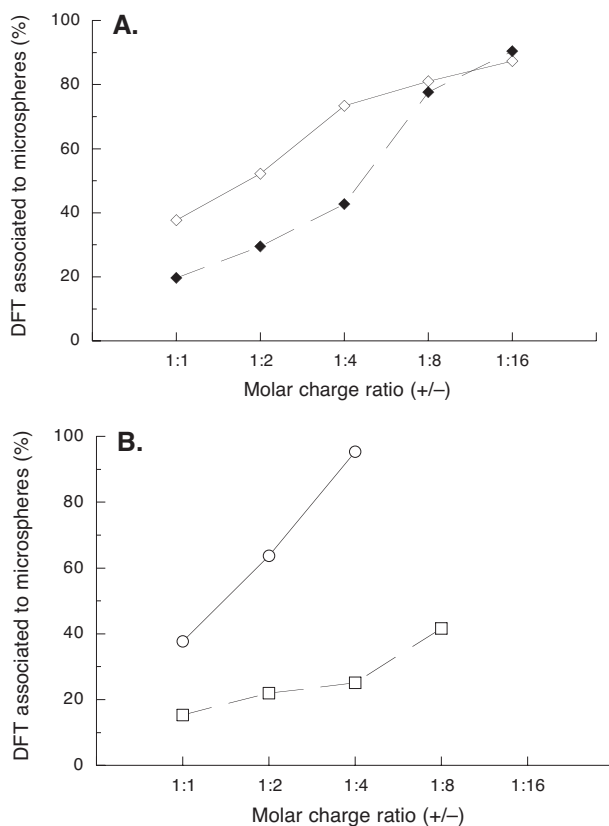 A.
DFT associated to microspheres (%)
100
80
60
40
20
0
1:1 1:2 1:4 1:8 1:16
Molar charge ratio (+/–)
B.
DFT associated to microspheres (%)
100
80
60
40
20
0
1:1 1:2 1:4 1:8 1:16
Molar charge ratio (+/–)